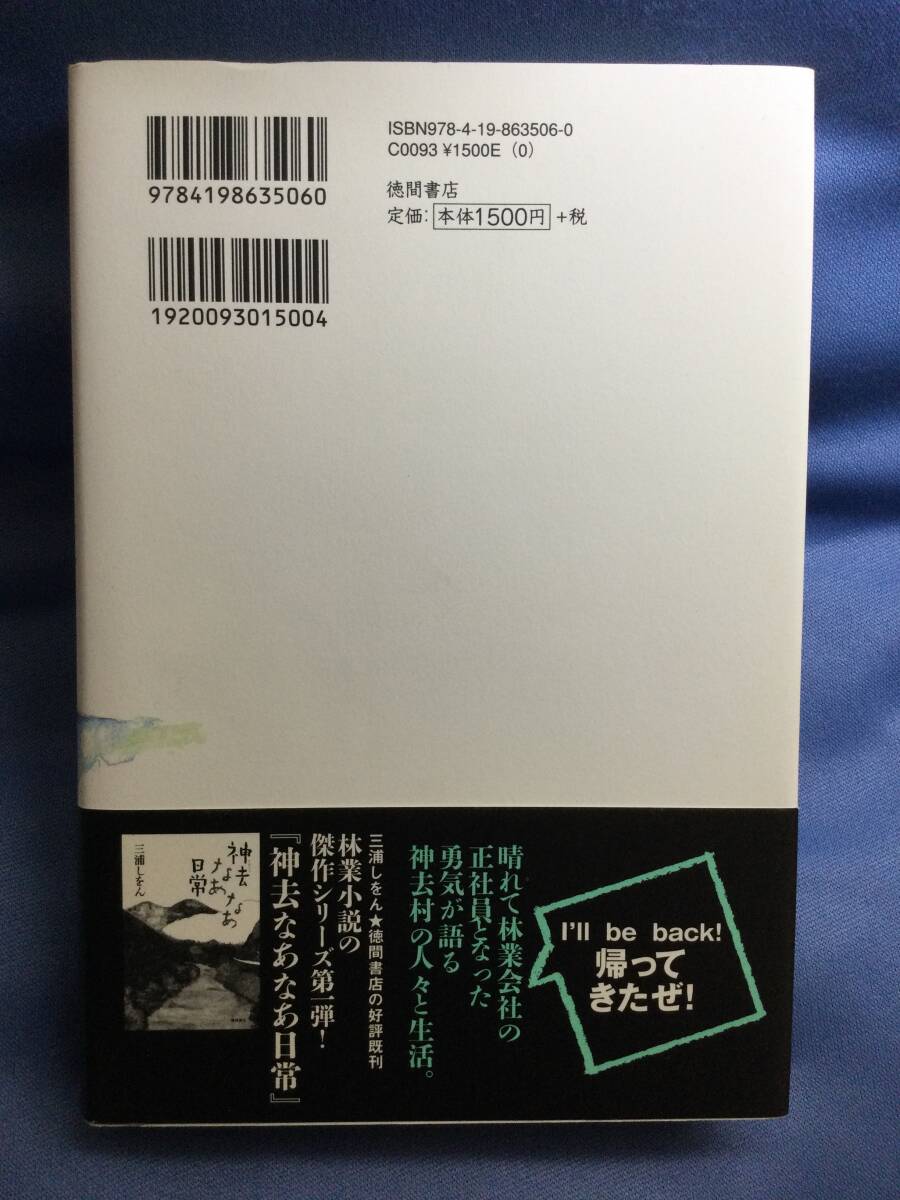 ISBN978-4-19-863506-0
C0093 ¥1500E (0)
9784198635060
徳間書店
定価: 本体1500円 +税
1920093015004
I'll be back!
帰って
きたぜ!
晴れて林業会社の
正社員となった
勇気が語る
神去村の人々と生活。
三浦しをん★徳間書店の好評既刊
林業小説の
傑作シリーズ第一弾!
『神去なあなあ日常』
神去
なあなあ
日常
三浦しをん